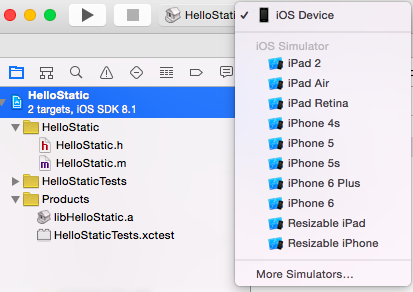 HelloStatic
iOS Device
iOS Simulator
iPad 2
iPad Air
iPad Retina
iPhone 4s
iPhone 5
iPhone 5s
iPhone 6 Plus
iPhone 6
Resizable iPad
Resizable iPhone
More Simulators...
HelloStatic
2 targets, iOS SDK 8.1
HelloStatic
h HelloStatic.h
m HelloStatic.m
HelloStaticTests
Products
libHelloStatic.a
HelloStaticTests.xctest